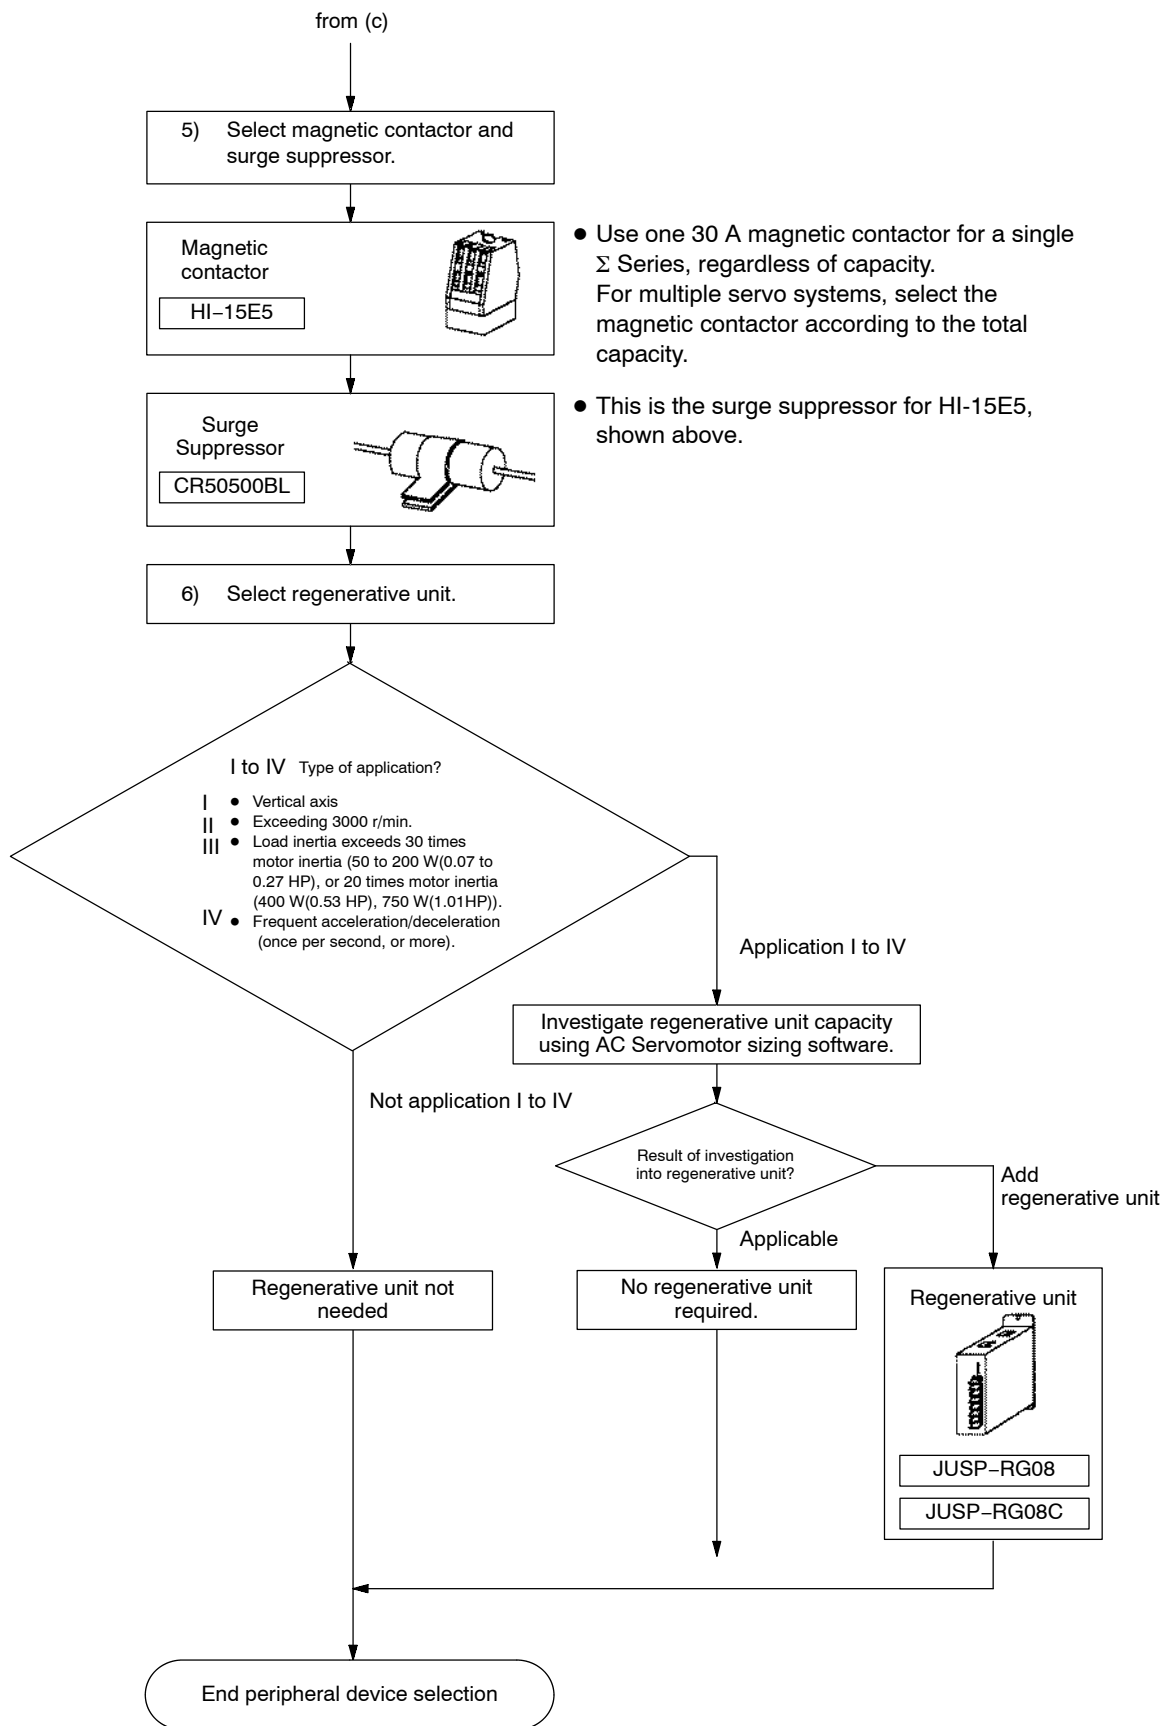 from (c)
5) Select magnetic contactor and
surge suppressor.
Magnetic
contactor
HI−15E5
● Use one 30 A magnetic contactor for a single
Σ Series, regardless of capacity.
For multiple servo systems, select the
magnetic contactor according to the total
capacity.
Surge
Suppressor
CR50500BL
● This is the surge suppressor for HI-15E5,
shown above.
6) Select regenerative unit.
I to IV Type of application?
I ● Vertical axis
II ● Exceeding 3000 r/min.
III ● Load inertia exceeds 30 times
motor inertia (50 to 200 W(0.07 to
0.27 HP), or 20 times motor inertia
(400 W(0.53 HP), 750 W(1.01HP)).
IV ● Frequent acceleration/deceleration
(once per second, or more).
Application I to IV
Investigate regenerative unit capacity
using AC Servomotor sizing software.
Not application I to IV
Result of investigation
into regenerative unit?
Add
regenerative unit
Applicable
Regenerative unit not
needed
No regenerative unit
required.
Regenerative unit
JUSP−RG08
JUSP−RG08C
End peripheral device selection